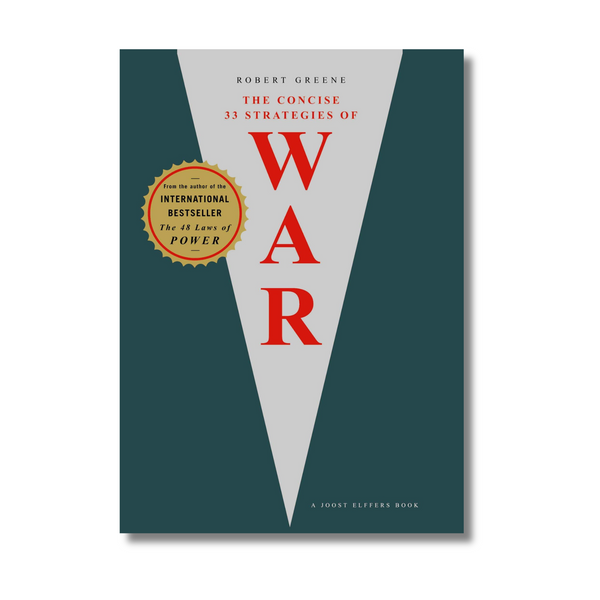 ROBERT GREENE
THE CONCISE
33 STRATEGIES OF
W
A
R
From the author of the
INTERNATIONAL
BESTSELLER
The 48 Laws of
POWER
A JOOST ELFFERS BOOK